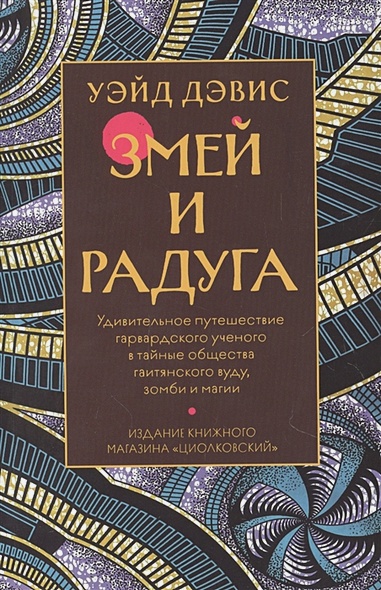 УЭЙД ДЭВИС
ЗМЕЙ
И
РАДУГА
Удивительное путешествие
гарвардского ученого
в тайные общества
гаитянского вуду,
зомби и магии
ИЗДАНИЕ КНИЖНОГО
МАГАЗИНА «ЦИОЛКОВСКИЙ»